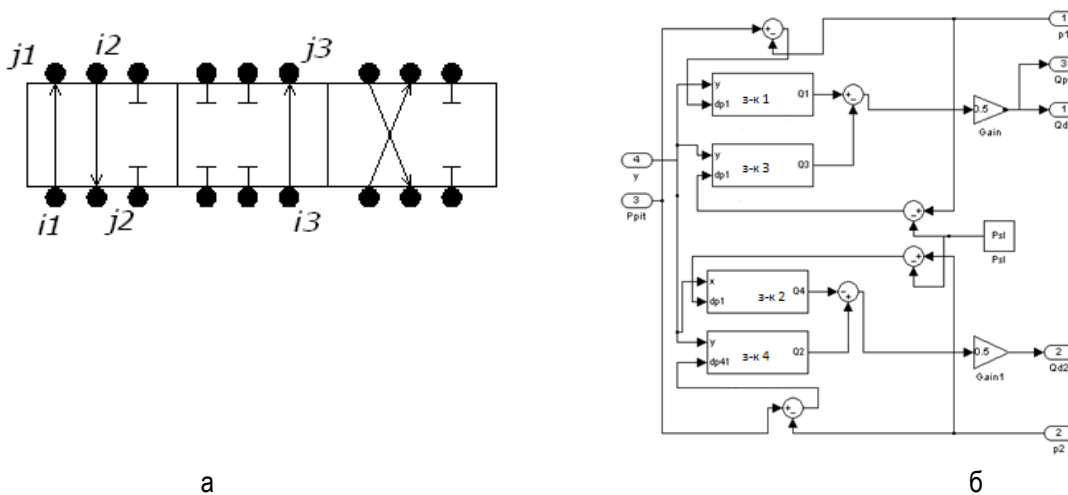 j1
i2
j3
i1
j2
i3
а
1
p1
3
Qp
1
Qd
0.5
Gain
y
dp1
з-к 1
Q1
y
dp1
з-к 3
Q3
4
y
3
Ppit
Psl
Psl
x
dp1
з-к 2
Q4
y
dp41
з-к 4
Q2
0.5
Gain1
2
Qd2
2
p2
б